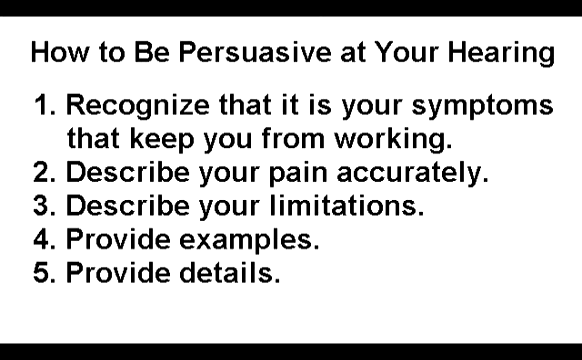 How to Be Persuasive at Your Hearing
1. Recognize that it is your symptoms
that keep you from working.
2. Describe your pain accurately.
3. Describe your limitations.
4. Provide examples.
5. Provide details.